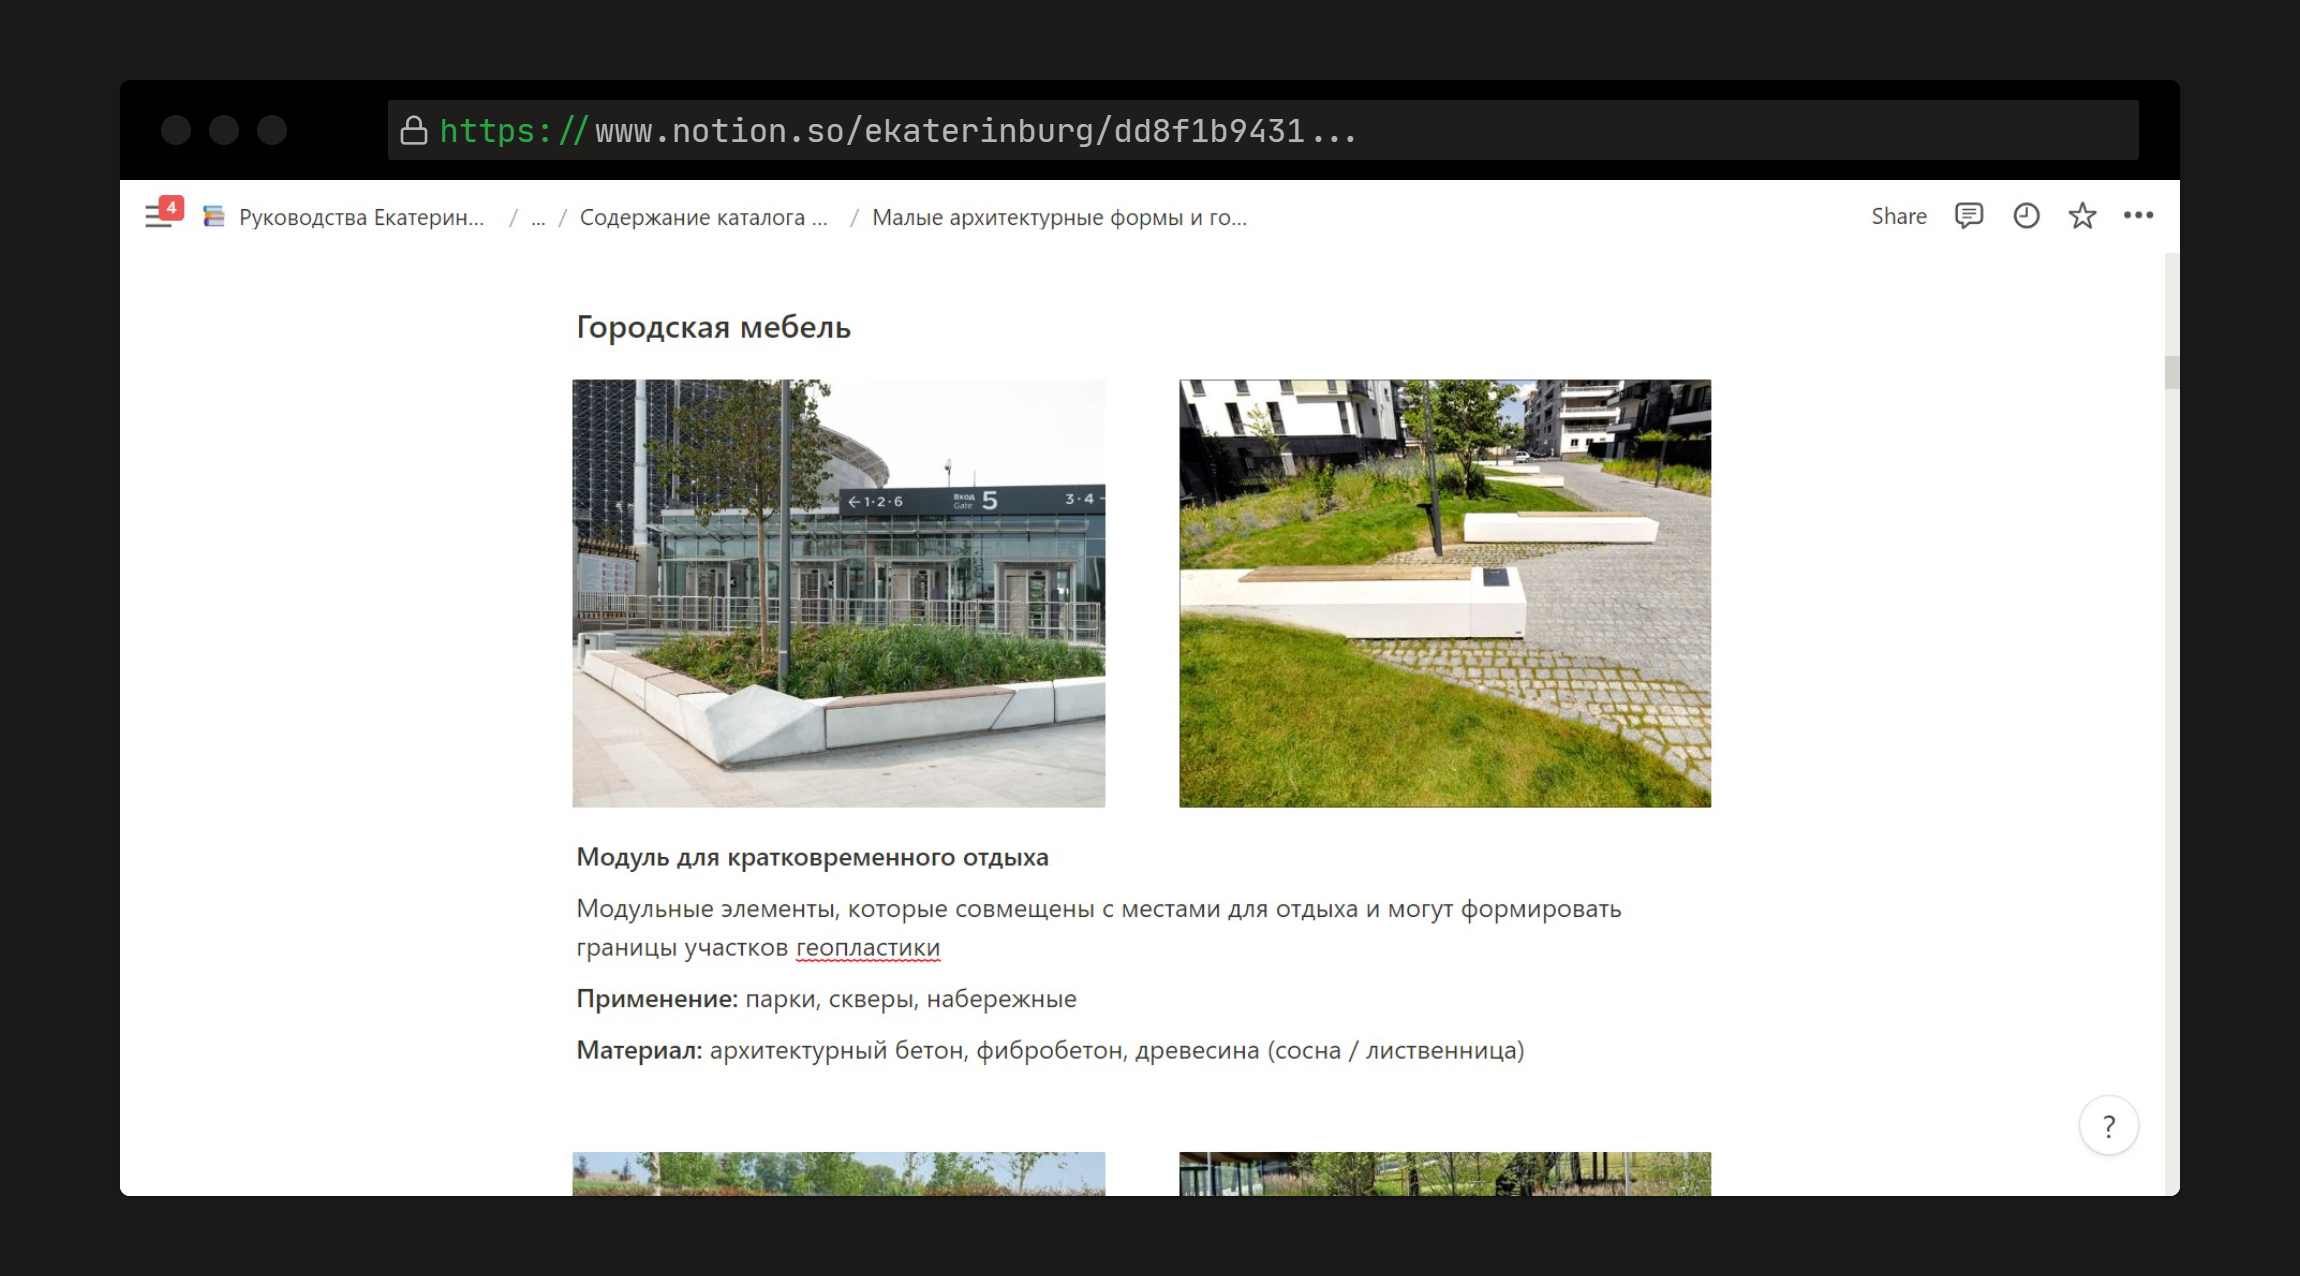 https://www.notion.so/ekaterinburg/dd8f1b9431...
4
Руководства Екатерин... / ... / Содержание каталога ... / Малые архитектурные формы и го...
Share
Городская мебель
←1·2·6 Вход Gate 5 3·4
Модуль для кратковременного отдыха
Модульные элементы, которые совмещены с местами для отдыха и могут формировать
границы участков геопластики
Применение: парки, скверы, набережные
Материал: архитектурный бетон, фибробетон, древесина (сосна / лиственница)
?